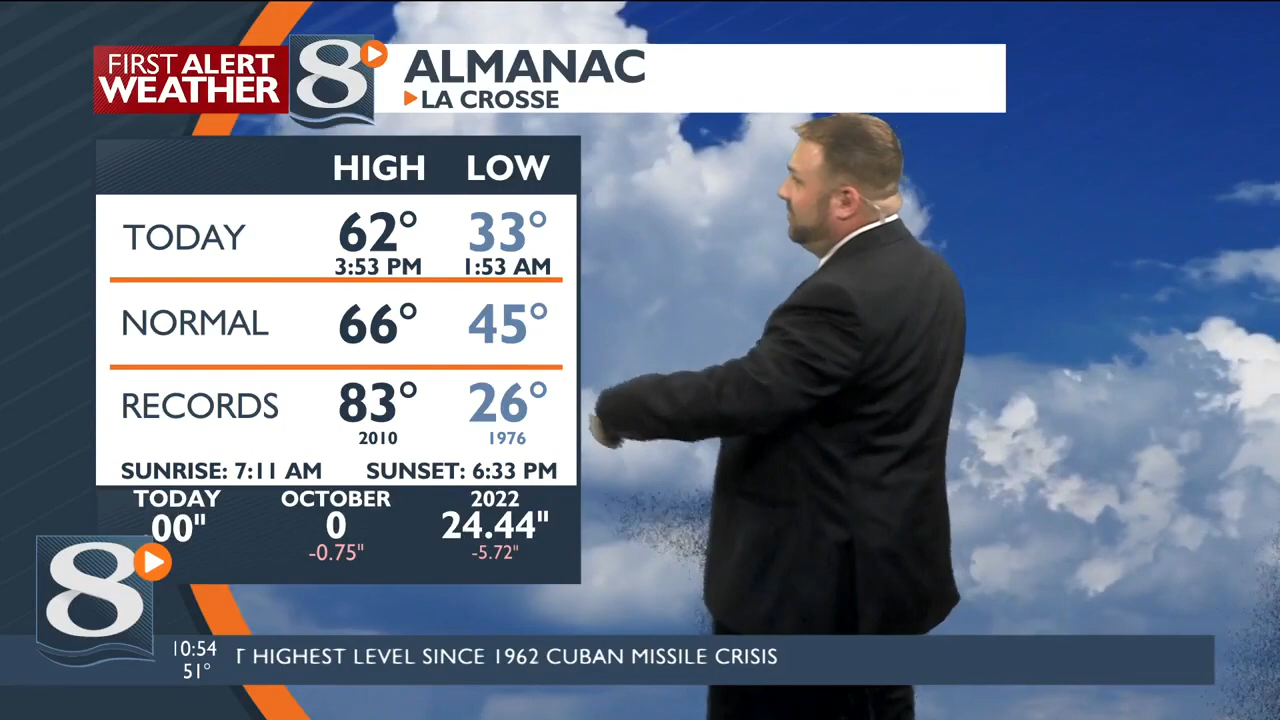 FIRST ALERT
WEATHER
8
ALMANAC
LA CROSSE
HIGH LOW
TODAY 62° 33°
3:53 PM 1:53 AM
NORMAL 66° 45°
RECORDS 83° 26°
2010 1976
SUNRISE: 7:11 AM SUNSET: 6:33 PM
TODAY OCTOBER 2022
.00" 0 24.44"
-0.75" -5.72"
8
10:54
51°
T HIGHEST LEVEL SINCE 1962 CUBAN MISSILE CRISIS